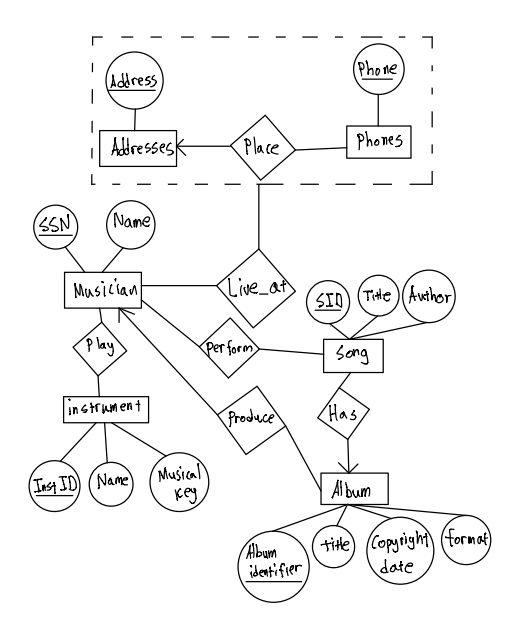 Address
Phone
Addresses
Place
Phones
SSN
Name
Musician
Live_at
SID
Title
Author
Play
Perform
Song
instrument
Produce
Has
Inst ID
Name
Musical
key
Album
Album
identifier
title
Copyright
date
format